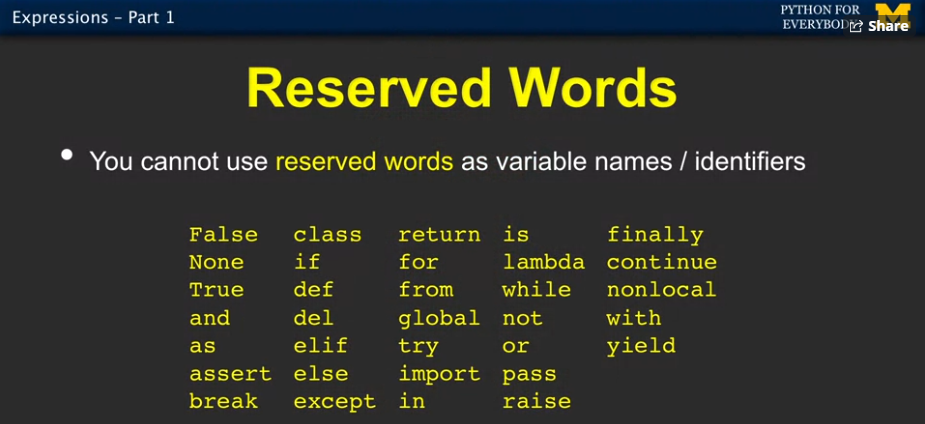 Expressions – Part 1
PYTHON FOR
EVERYBODY
Share
Reserved Words
• You cannot use reserved words as variable names / identifiers
False class return is finally
None if for lambda continue
True def from while nonlocal
and del global not with
as elif try or yield
assert else import pass
break except in raise